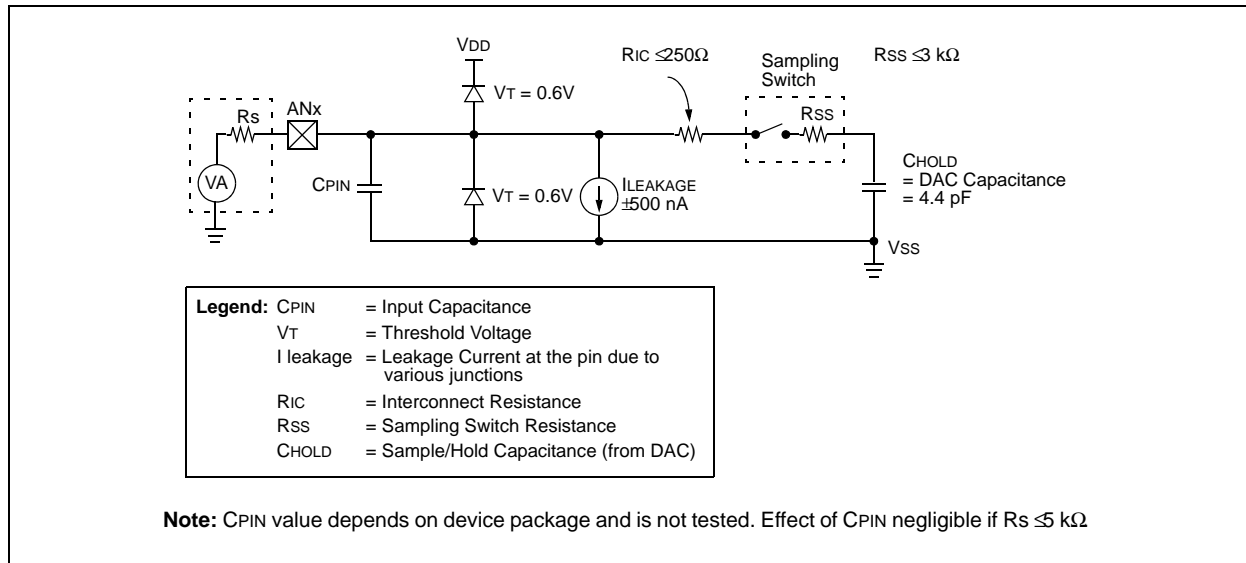 VDD
RIC ≤250Ω
Sampling
Switch
RSS ≤3 kΩ
VT = 0.6V
Rs
ANx
RSS
VA
CPIN
VT = 0.6V
ILEAKAGE
±500 nA
CHOLD
= DAC Capacitance
= 4.4 pF
VSS
Legend: CPIN = Input Capacitance
VT = Threshold Voltage
I leakage = Leakage Current at the pin due to
various junctions
RIC = Interconnect Resistance
RSS = Sampling Switch Resistance
CHOLD = Sample/Hold Capacitance (from DAC)
Note: CPIN value depends on device package and is not tested. Effect of CPIN negligible if Rs ≤5 kΩ